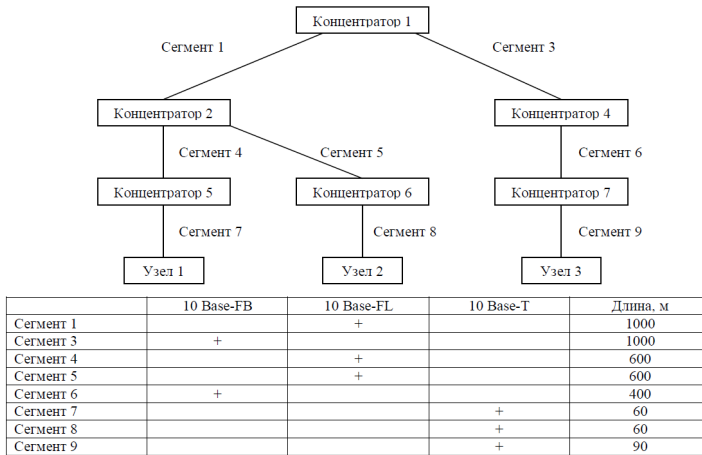 Концентратор 1
Сегмент 1
Сегмент 3
Концентратор 2
Концентратор 4
Сегмент 4
Сегмент 5
Сегмент 6
Концентратор 5
Концентратор 6
Концентратор 7
Сегмент 7
Сегмент 8
Сегмент 9
Узел 1
Узел 2
Узел 3
10 Base-FB 10 Base-FL 10 Base-T Длина, м
Сегмент 1 + 1000
Сегмент 3 + 1000
Сегмент 4 + 600
Сегмент 5 + 600
Сегмент 6 + 400
Сегмент 7 + 60
Сегмент 8 + 60
Сегмент 9 + 90